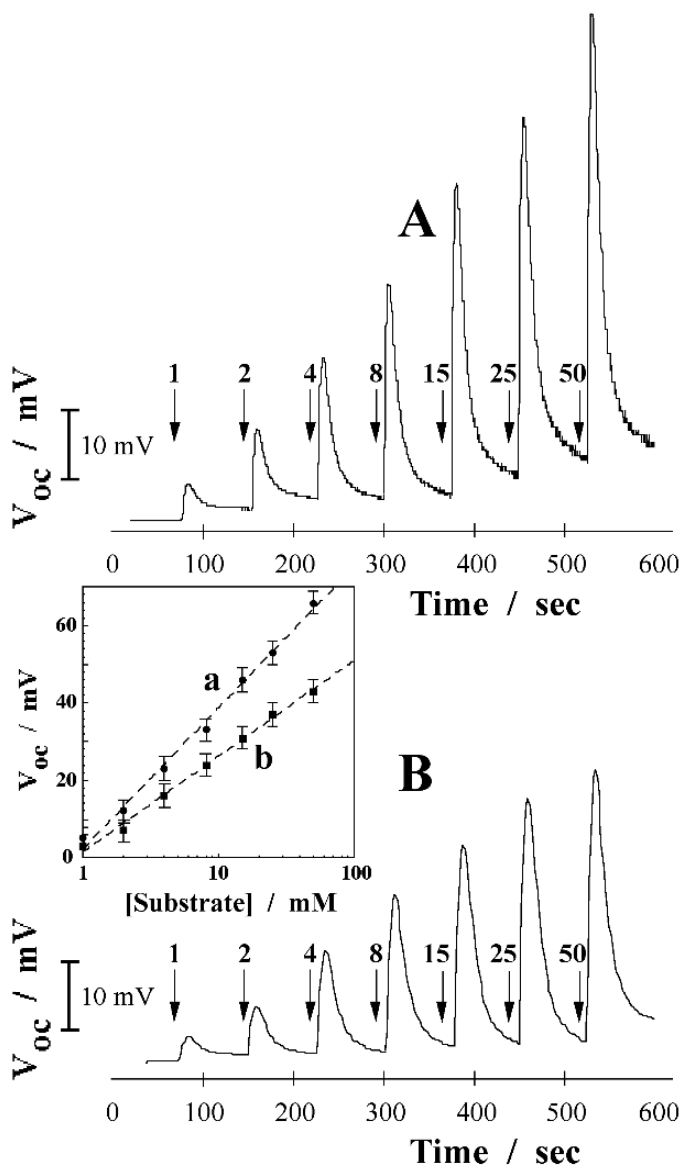 A
1 2 4 8 15 25 50
10 mV
V_OC / mV
0 100 200 300 400 500 600
Time / sec
60
40
20
0
V_OC / mV
a
b
1 10 100
[Substrate] / mM
B
1 2 4 8 15 25 50
10 mV
V_OC / mV
0 100 200 300 400 500 600
Time / sec